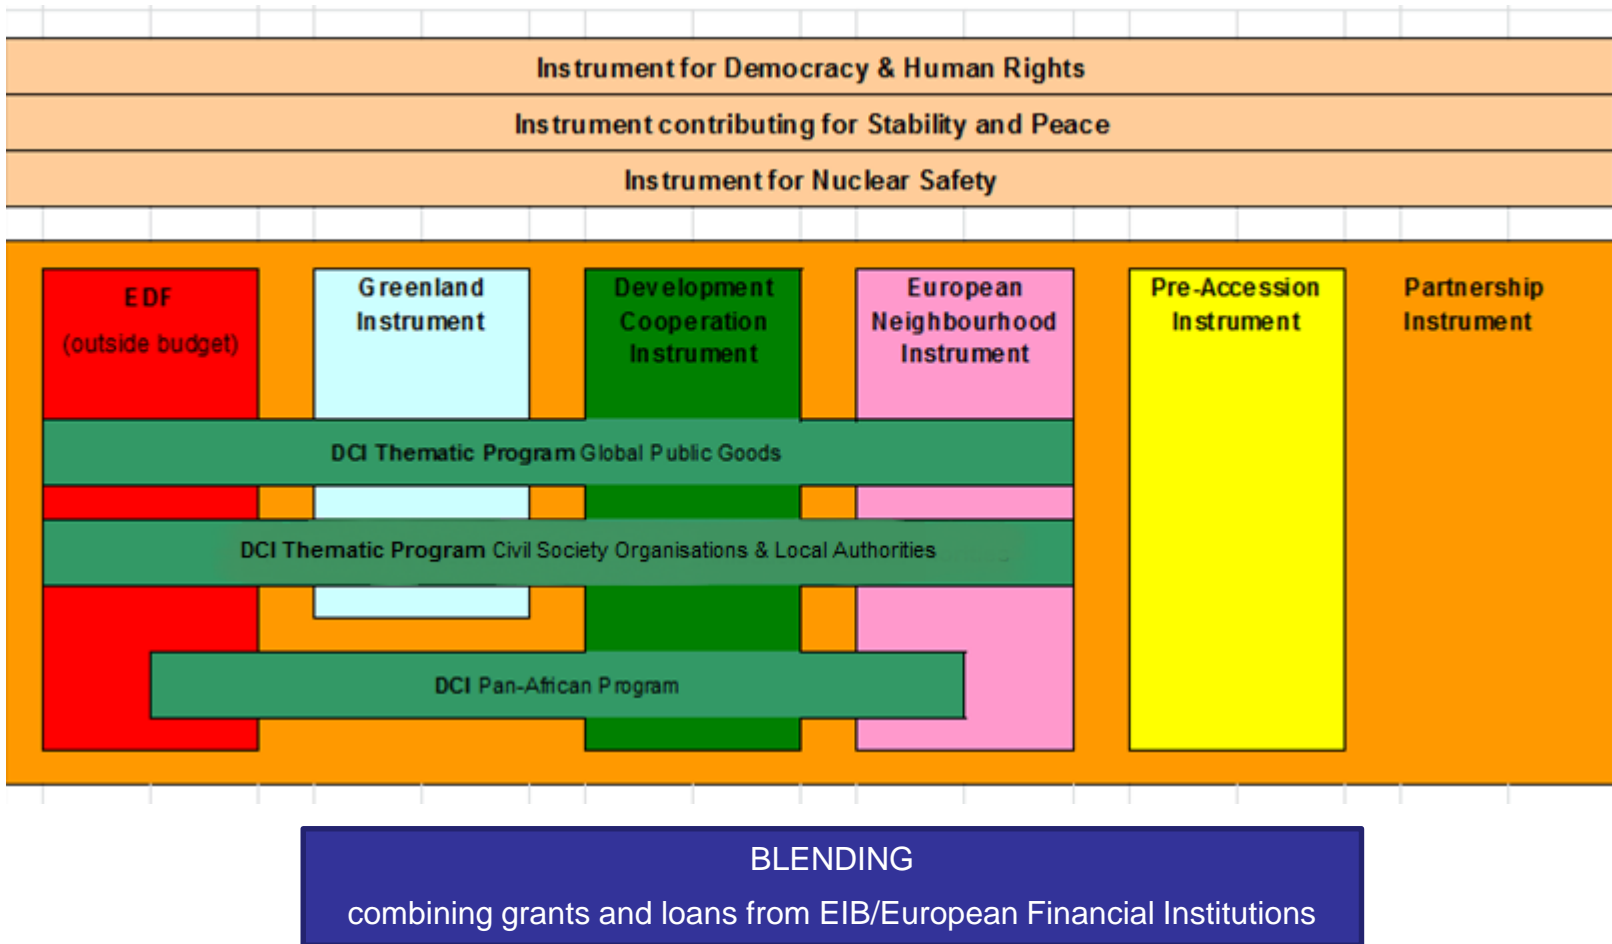 Instrument for Democracy & Human Rights
Instrument contributing for Stability and Peace
Instrument for Nuclear Safety
EDF
(outside budget)
Greenland
Instrument
Development
Cooperation
Instrument
European
Neighbourhood
Instrument
Pre-Accession
Instrument
Partnership
Instrument
DCI Thematic Program Global Public Goods
DCI Thematic Program Civil Society Organisations & Local Authorities
DCI Pan-African Program
BLENDING
combining grants and loans from EIB/European Financial Institutions